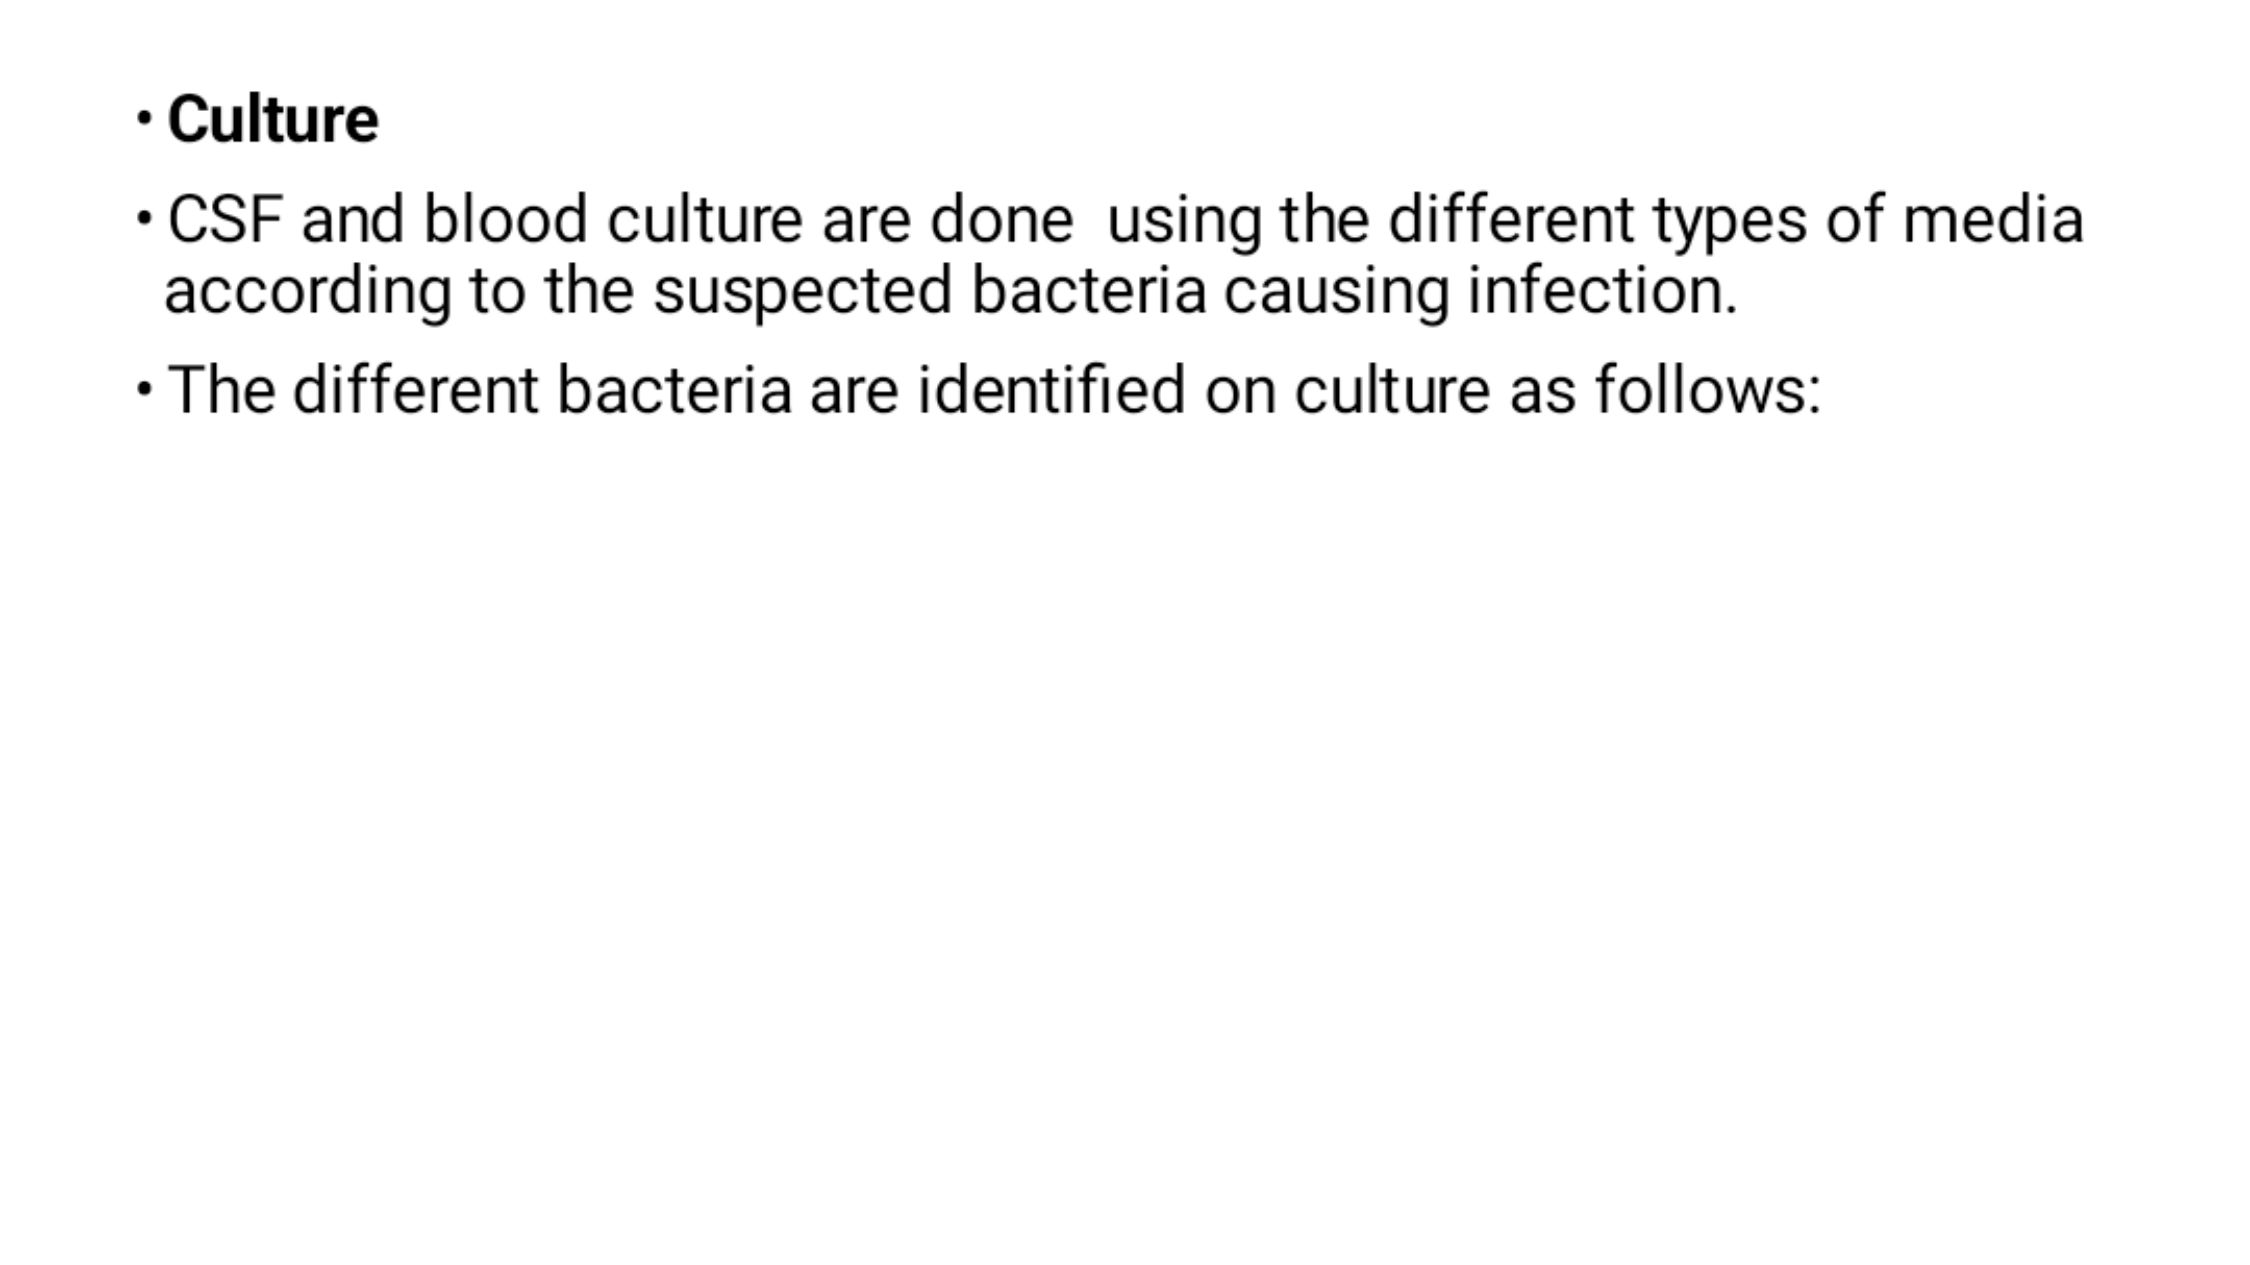 • Culture
• CSF and blood culture are done  using the different types of media
according to the suspected bacteria causing infection.
• The different bacteria are identified on culture as follows: